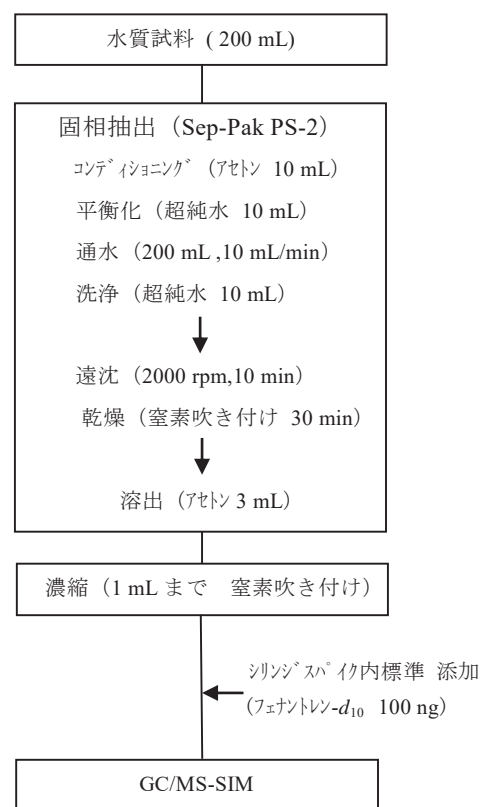 水質試料 ( 200 mL)
固相抽出（Sep-Pak PS-2）
ｺﾝﾃﾞｨｼｮﾆﾝｸﾞ（ｱｾﾄﾝ 10 mL）
平衡化（超純水 10 mL）
通水（200 mL ,10 mL/min）
洗浄（超純水 10 mL）
遠沈（2000 rpm,10 min）
乾燥（窒素吹き付け 30 min）
溶出（ｱｾﾄﾝ 3 mL）
濃縮（1 mL まで　窒素吹き付け）
ｼﾘﾝｼﾞｽﾊﾟｲｸ内標準 添加
(ﾌｪﾅﾝﾄﾚﾝ-d₁₀ 100 ng）
GC/MS-SIM